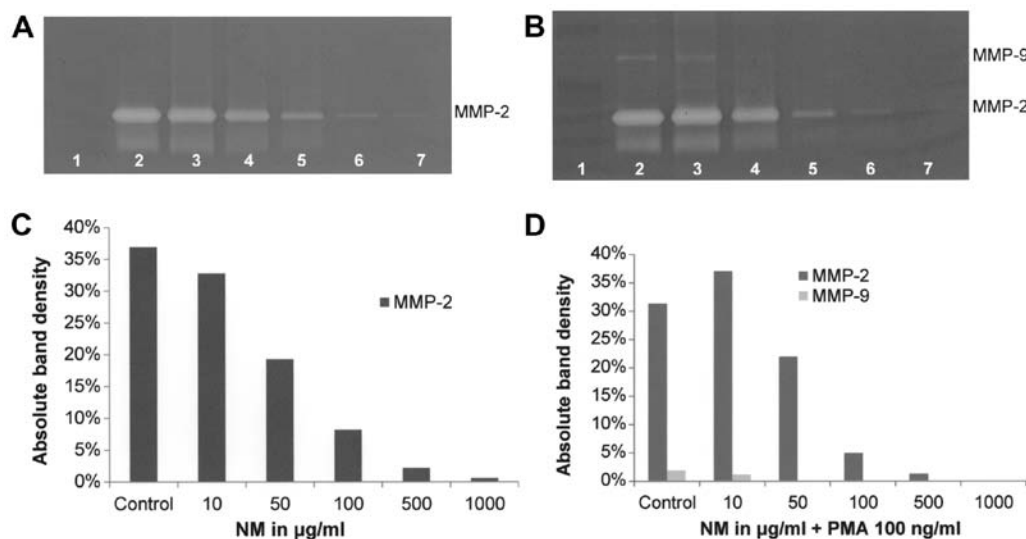 A
MMP-2
1 2 3 4 5 6 7
B
MMP-9
MMP-2
1 2 3 4 5 6 7
C
Absolute band density
40%
35%
30%
25%
20%
15%
10%
5%
0%
MMP-2
Control 10 50 100 500 1000
NM in µg/ml
D
Absolute band density
40%
35%
30%
25%
20%
15%
10%
5%
0%
MMP-2
MMP-9
Control 10 50 100 500 1000
NM in µg/ml + PMA 100 ng/ml